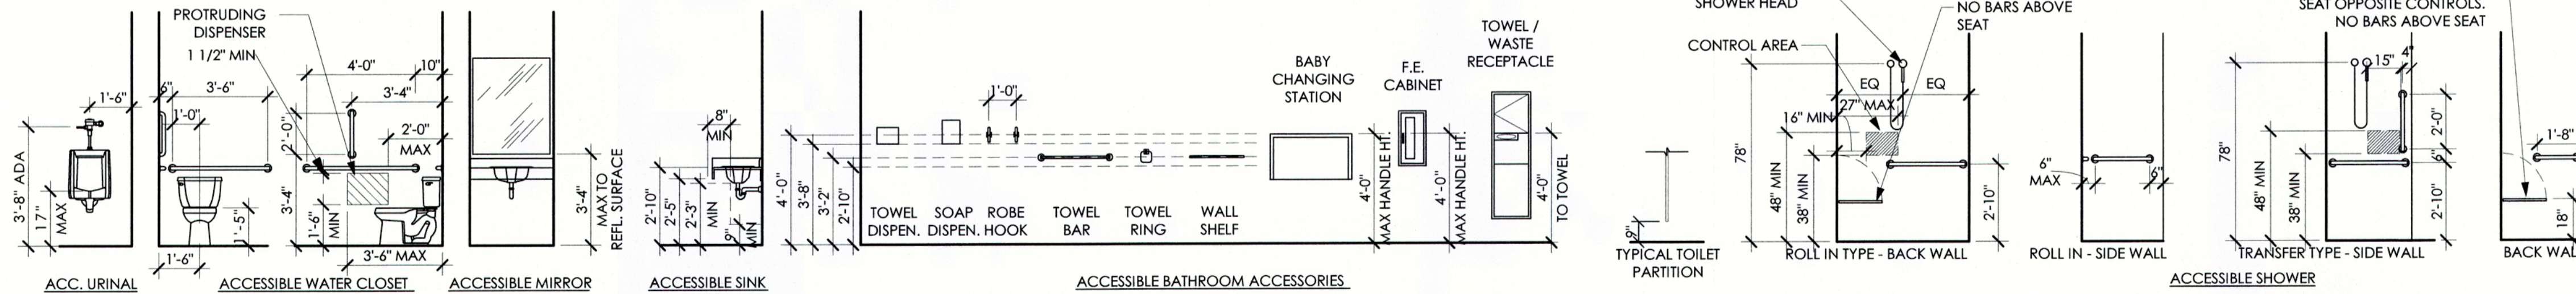 1'-6"
3'-8" ADA
17"
MAX
ACC. URINAL
PROTRUDING
DISPENSER
1 1/2" MIN
6"
3'-6"
1'-0"
1'-5"
1'-6"
4'-0"
10"
3'-4"
2'-0"
2'-0"
MAX
3'-4"
1'-6"
MIN
3'-6" MAX
ACCESSIBLE WATER CLOSET
3'-4"
MAX TO
REFL. SURFACE
ACCESSIBLE MIRROR
8"
MIN
2'-10"
2'-5"
2'-3"
MIN
9"
MIN
ACCESSIBLE SINK
4'-0"
3'-8"
3'-2"
2'-10"
1'-0"
TOWEL
DISPEN.
SOAP
DISPEN.
ROBE
HOOK
TOWEL
BAR
TOWEL
RING
WALL
SHELF
BABY
CHANGING
STATION
4'-0"
MAX HANDLE HT.
F.E.
CABINET
4'-0"
MAX HANDLE HT.
TOWEL /
WASTE
RECEPTACLE
4'-0"
TO TOWEL
ACCESSIBLE BATHROOM ACCESSORIES
9"
TYPICAL TOILET
PARTITION
SHOWER HEAD
NO BARS ABOVE
SEAT
CONTROL AREA
EQ
EQ
27" MAX
16" MIN
78"
48" MIN
38" MIN
2'-10"
ROLL IN TYPE - BACK WALL
6"
MAX
6"
ROLL IN - SIDE WALL
SEAT OPPOSITE CONTROLS.
NO BARS ABOVE SEAT
4"
15"
78"
48" MIN
38" MIN
2'-0"
6"
2'-10"
TRANSFER TYPE - SIDE WALL
1'-8"
18"
BACK WAL
ACCESSIBLE SHOWER